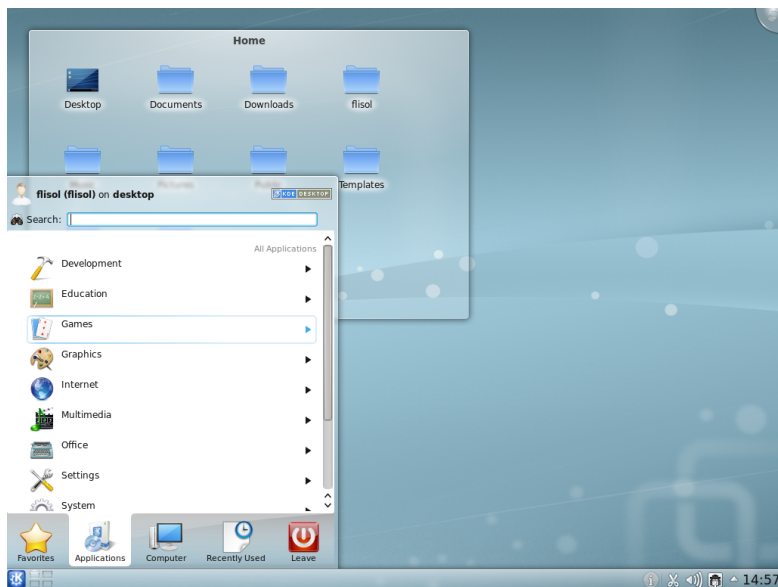 Home
Desktop Documents Downloads flisol
Templates
flisol (flisol) on desktop KDE DESKTOP
Search:
All Applications
Development
Education
Games
Graphics
Internet
Multimedia
Office
Settings
System
Favorites Applications Computer Recently Used Leave
14:57